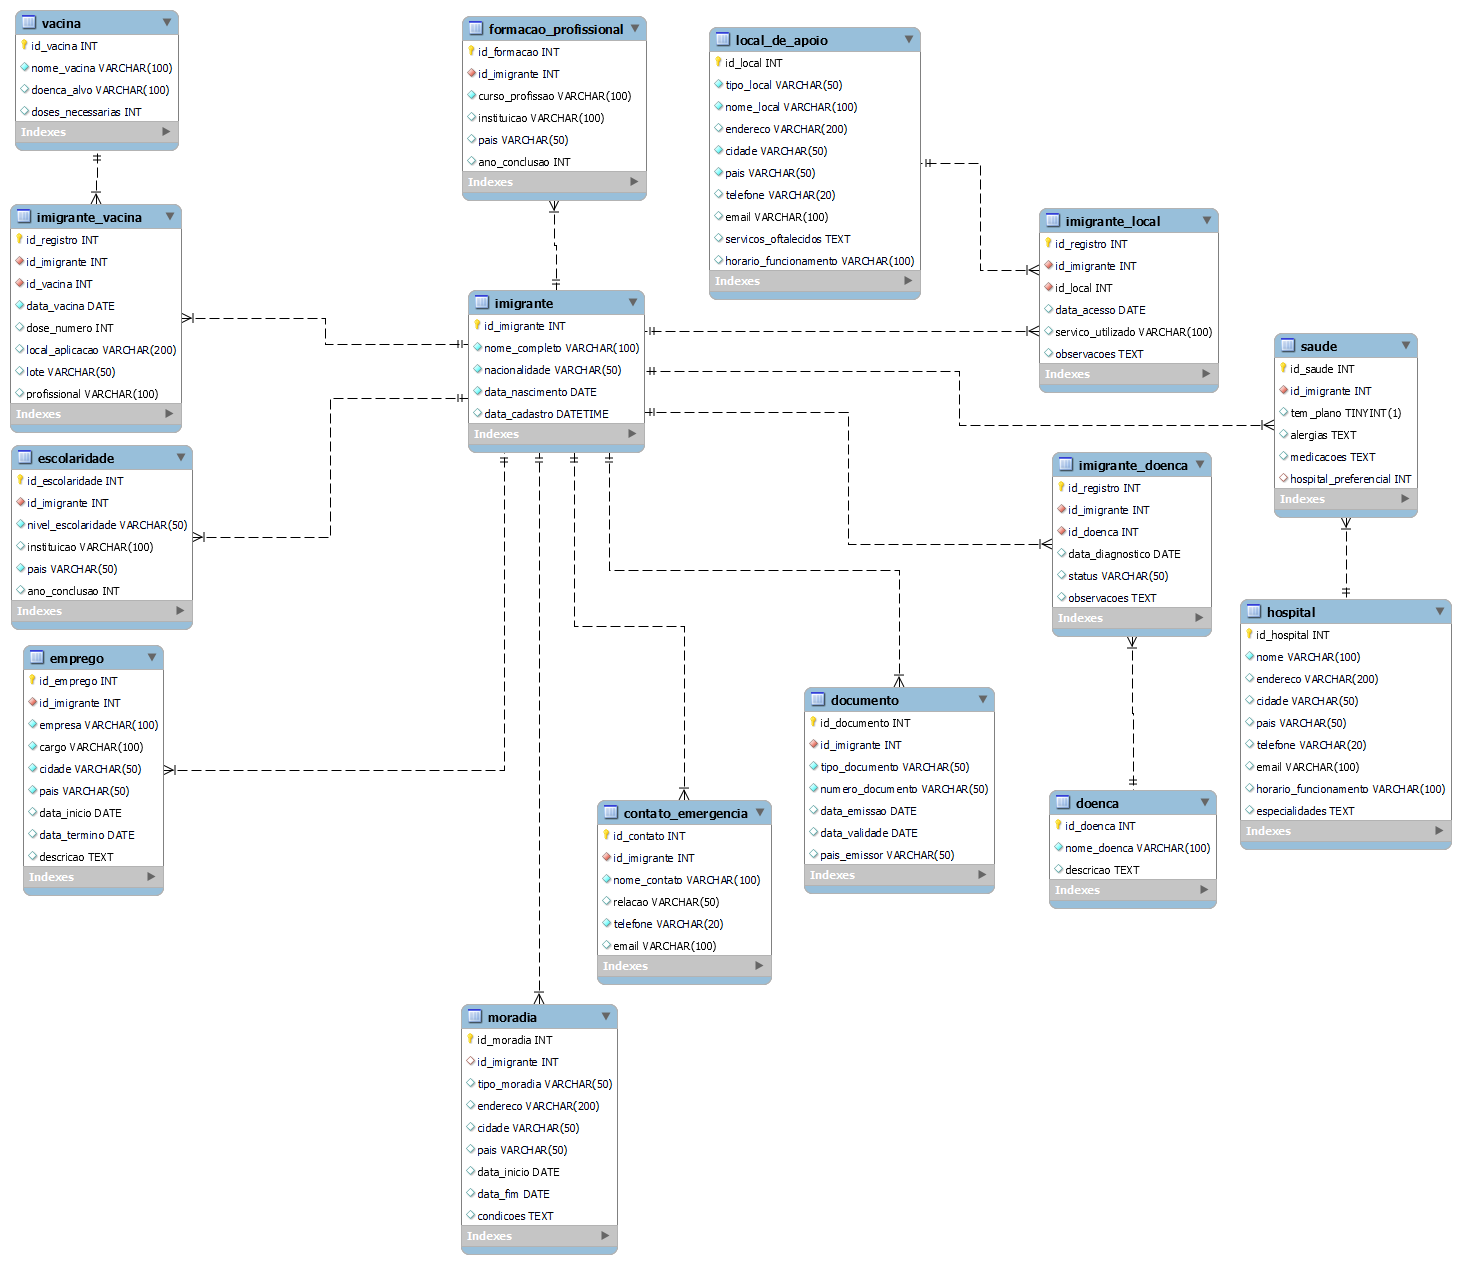 vacina
id_vacina INT
nome_vacina VARCHAR(100)
doenca_alvo VARCHAR(100)
doses_necessarias INT
Indexes
formacao_profissional
id_formacao INT
id_imigrante INT
curso_profissao VARCHAR(100)
instituicao VARCHAR(100)
pais VARCHAR(50)
ano_conclusao INT
Indexes
local_de_apoio
id_local INT
tipo_local VARCHAR(50)
nome_local VARCHAR(100)
endereco VARCHAR(200)
cidade VARCHAR(50)
pais VARCHAR(50)
telefone VARCHAR(20)
email VARCHAR(100)
servicos_oftalecidos TEXT
horario_funcionamento VARCHAR(100)
Indexes
imigrante_vacina
id_registro INT
id_imigrante INT
id_vacina INT
data_vacina DATE
dose_numero INT
local_aplicacao VARCHAR(200)
lote VARCHAR(50)
profissional VARCHAR(100)
Indexes
imigrante
id_imigrante INT
nome_completo VARCHAR(100)
nacionalidade VARCHAR(50)
data_nascimento DATE
data_cadastro DATETIME
Indexes
imigrante_local
id_registro INT
id_imigrante INT
id_local INT
data_acesso DATE
servico_utilizado VARCHAR(100)
observacoes TEXT
Indexes
saude
id_saude INT
id_imigrante INT
tem_plano TINYINT(1)
alergias TEXT
medicacoes TEXT
hospital_preferencial INT
Indexes
escolaridade
id_escolaridade INT
id_imigrante INT
nivel_escolaridade VARCHAR(50)
instituicao VARCHAR(100)
pais VARCHAR(50)
ano_conclusao INT
Indexes
imigrante_doenca
id_registro INT
id_imigrante INT
id_doenca INT
data_diagnostico DATE
status VARCHAR(50)
observacoes TEXT
Indexes
hospital
id_hospital INT
nome VARCHAR(100)
endereco VARCHAR(200)
cidade VARCHAR(50)
pais VARCHAR(50)
telefone VARCHAR(20)
email VARCHAR(100)
horario_funcionamento VARCHAR(100)
especialidades TEXT
Indexes
emprego
id_emprego INT
id_imigrante INT
empresa VARCHAR(100)
cargo VARCHAR(100)
cidade VARCHAR(50)
pais VARCHAR(50)
data_inicio DATE
data_termino DATE
descricao TEXT
Indexes
documento
id_documento INT
id_imigrante INT
tipo_documento VARCHAR(50)
numero_documento VARCHAR(50)
data_emissao DATE
data_validade DATE
pais_emissor VARCHAR(50)
Indexes
contato_emergencia
id_contato INT
id_imigrante INT
nome_contato VARCHAR(100)
relacao VARCHAR(50)
telefone VARCHAR(20)
email VARCHAR(100)
Indexes
doenca
id_doenca INT
nome_doenca VARCHAR(100)
descricao TEXT
Indexes
moradia
id_moradia INT
id_imigrante INT
tipo_moradia VARCHAR(50)
endereco VARCHAR(200)
cidade VARCHAR(50)
pais VARCHAR(50)
data_inicio DATE
data_fim DATE
condicoes TEXT
Indexes